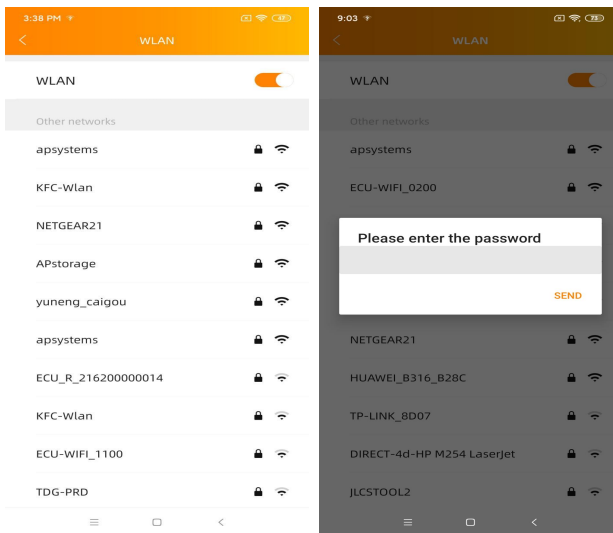 3:38 PM
WLAN
WLAN
Other networks
apsystems
KFC-Wlan
NETGEAR21
APstorage
yuneng_caigou
apsystems
ECU_R_216200000014
KFC-Wlan
ECU-WIFI_1100
TDG-PRD
9:03
WLAN
WLAN
Other networks
apsystems
ECU-WIFI_0200
Please enter the password
SEND
NETGEAR21
HUAWEI_B316_B28C
TP-LINK_8D07
DIRECT-4d-HP M254 LaserJet
JLCSTOOL2